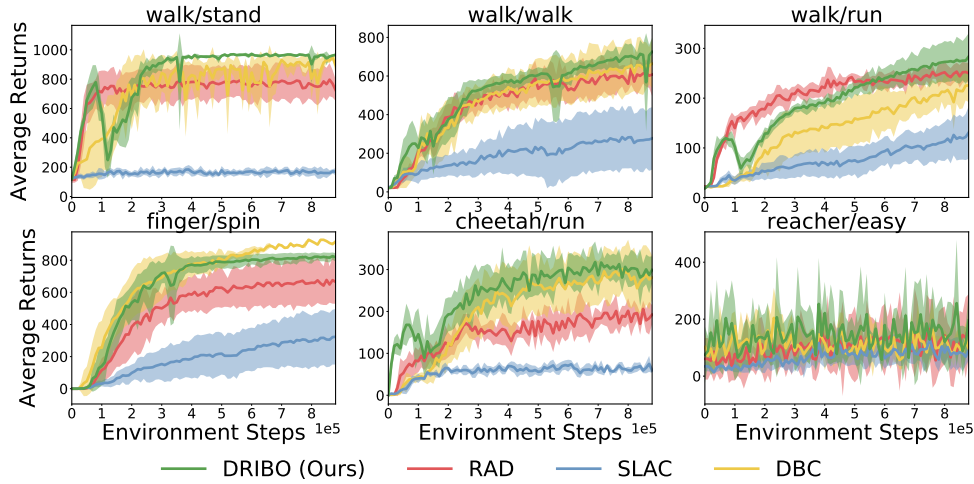 walk/stand walk/walk walk/run
Average Returns
1000
800
600
400
200
0
0 1 2 3 4 5 6 7 8
800
600
400
200
0
0 1 2 3 4 5 6 7 8
300
200
100
0
0 1 2 3 4 5 6 7 8
finger/spin cheetah/run reacher/easy
Average Returns
800
600
400
200
0
0 1 2 3 4 5 6 7 8
300
200
100
0
0 1 2 3 4 5 6 7 8
400
200
0
0 1 2 3 4 5 6 7 8
Environment Steps 1e5 Environment Steps 1e5 Environment Steps 1e5
DRIBO (Ours) RAD SLAC DBC